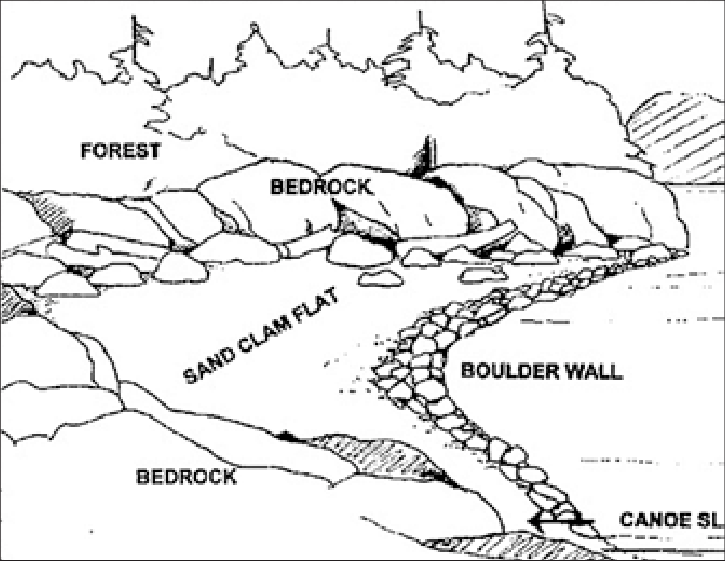 FOREST
BEDROCK
SAND CLAM FLAT
BOULDER WALL
BEDROCK
CANOE SL